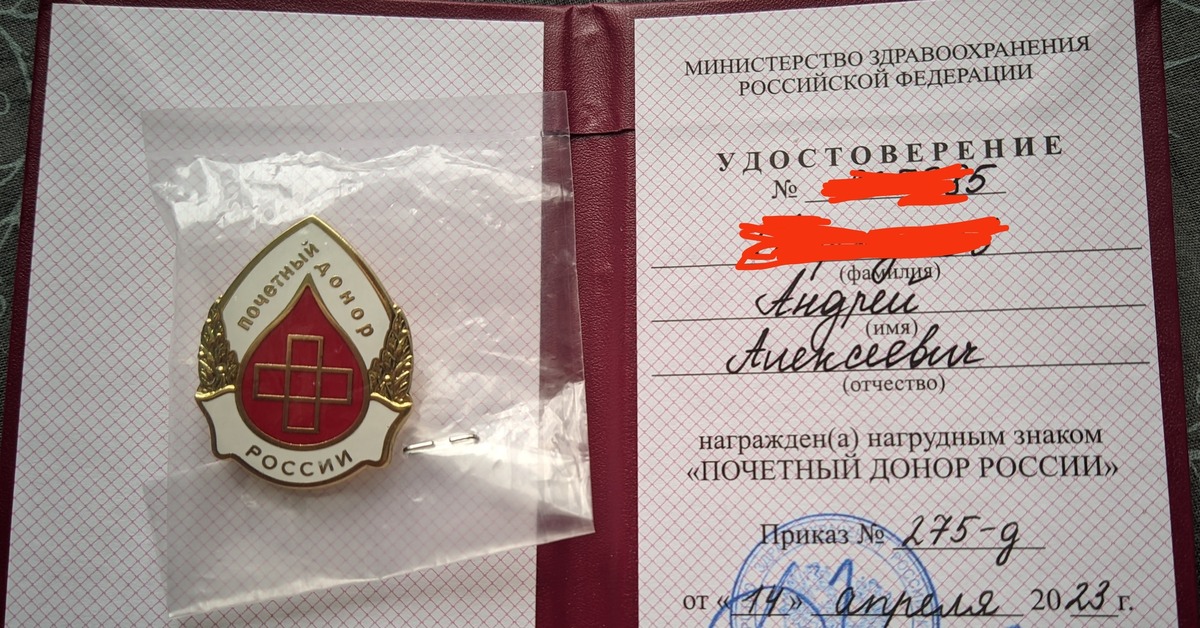 ПОЧЕТНЫЙ ДОНОР
РОССИИ
МИНИСТЕРСТВО ЗДРАВООХРАНЕНИЯ
РОССИЙСКОЙ ФЕДЕРАЦИИ
УДОСТОВЕРЕНИЕ
№
(фамилия)
Андрей
(имя)
Алексеевич
(отчество)
награжден(а) нагрудным знаком
«ПОЧЕТНЫЙ ДОНОР РОССИИ»
Приказ № 275-д
от «14» апреля 2023 г.